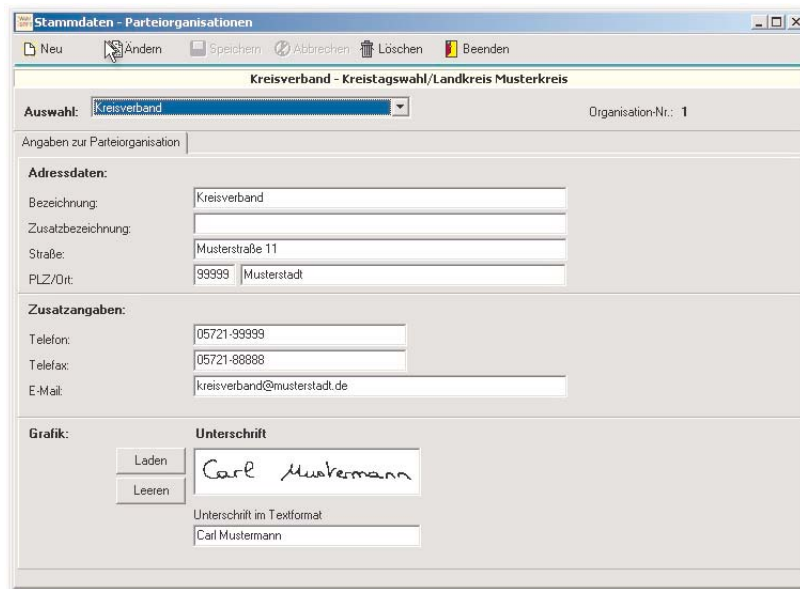 Stammdaten - Parteiorganisationen
Neu Ändern Speichern Abbrechen Löschen Beenden
Kreisverband - Kreistagswahl/Landkreis Musterkreis
Auswahl: Kreisverband Organisation-Nr.: 1
Angaben zur Parteiorganisation
Adressdaten:
Bezeichnung: Kreisverband
Zusatzbezeichnung:
Straße: Musterstraße 11
PLZ/Ort: 99999 Musterstadt
Zusatzangaben:
Telefon: 05721-99999
Telefax: 05721-88888
E-Mail: kreisverband@musterstadt.de
Grafik: Unterschrift
Laden Carl Mustermann
Leeren
Unterschrift im Textformat
Carl Mustermann